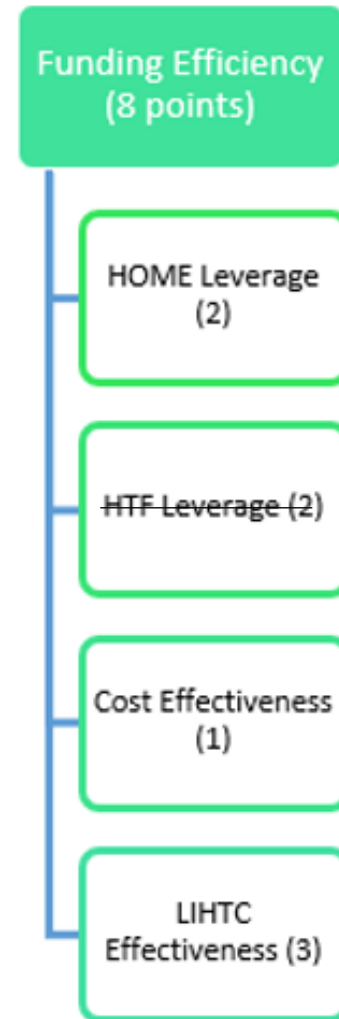 Funding Efficiency
(8 points)
HOME Leverage
(2)
HTF Leverage (2)
Cost Effectiveness
(1)
LIHTC
Effectiveness (3)